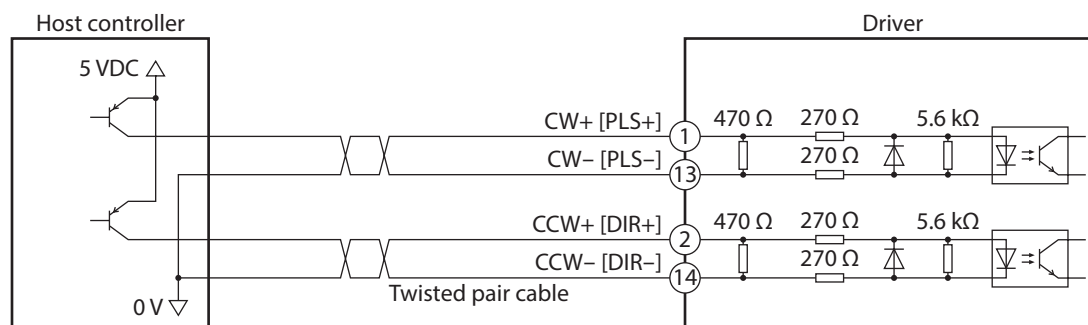 Host controller
Driver
5 VDC
CW+ [PLS+]
1
470 Ω
270 Ω
5.6 kΩ
CW– [PLS–]
13
270 Ω
CCW+ [DIR+]
2
470 Ω
270 Ω
5.6 kΩ
CCW– [DIR–]
14
270 Ω
Twisted pair cable
0 V